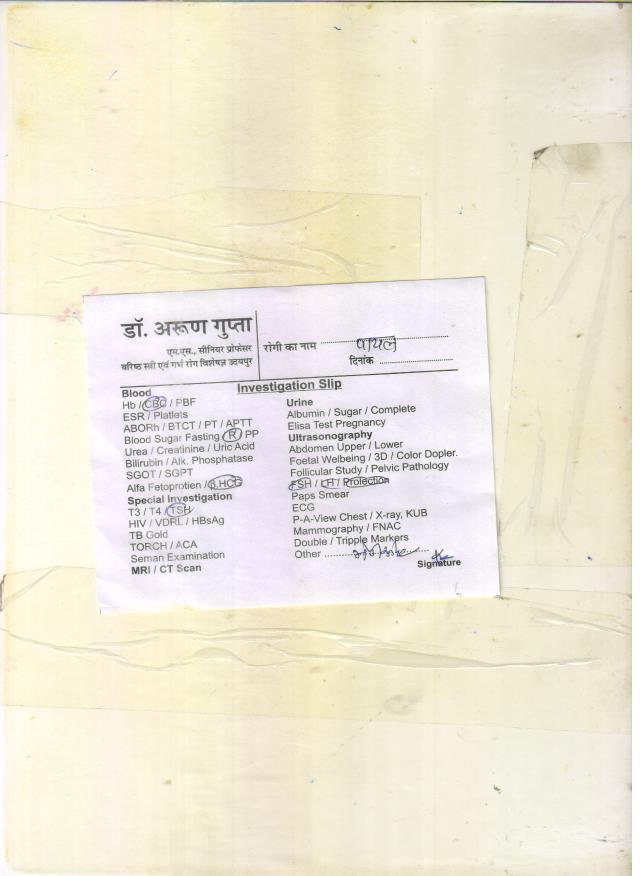 डॉ. अरूण गुप्ता
एम.एस., सीनियर प्रोफेसर
वरिष्ठ स्त्री एवं गर्भ रोग विशेषज्ञ उदयपुर
रोगी का नाम पायल
दिनांक
Investigation Slip
Blood
Hb / CBC / PBF
ESR / Platlets
ABORh / BTCT / PT / APTT
Blood Sugar Fasting (R) PP
Urea / Creatinine / Uric Acid
Bilirubin / Alk. Phosphatase
SGOT / SGPT
Alfa Fetoprotien / β.HCG
Special Investigation
T3 / T4 / TSH
HIV / VDRL / HBsAg
TB Gold
TORCH / ACA
Seman Examination
MRI / CT Scan
Urine
Albumin / Sugar / Complete
Elisa Test Pregnancy
Ultrasonography
Abdomen Upper / Lower
Foetal Welbeing / 3D / Color Dopler.
Follicular Study / Pelvic Pathology
FSH / LH / Prolection
Paps Smear
ECG
P-A-View Chest / X-ray, KUB
Mammography / FNAC
Double / Tripple Markers
Other
Signature